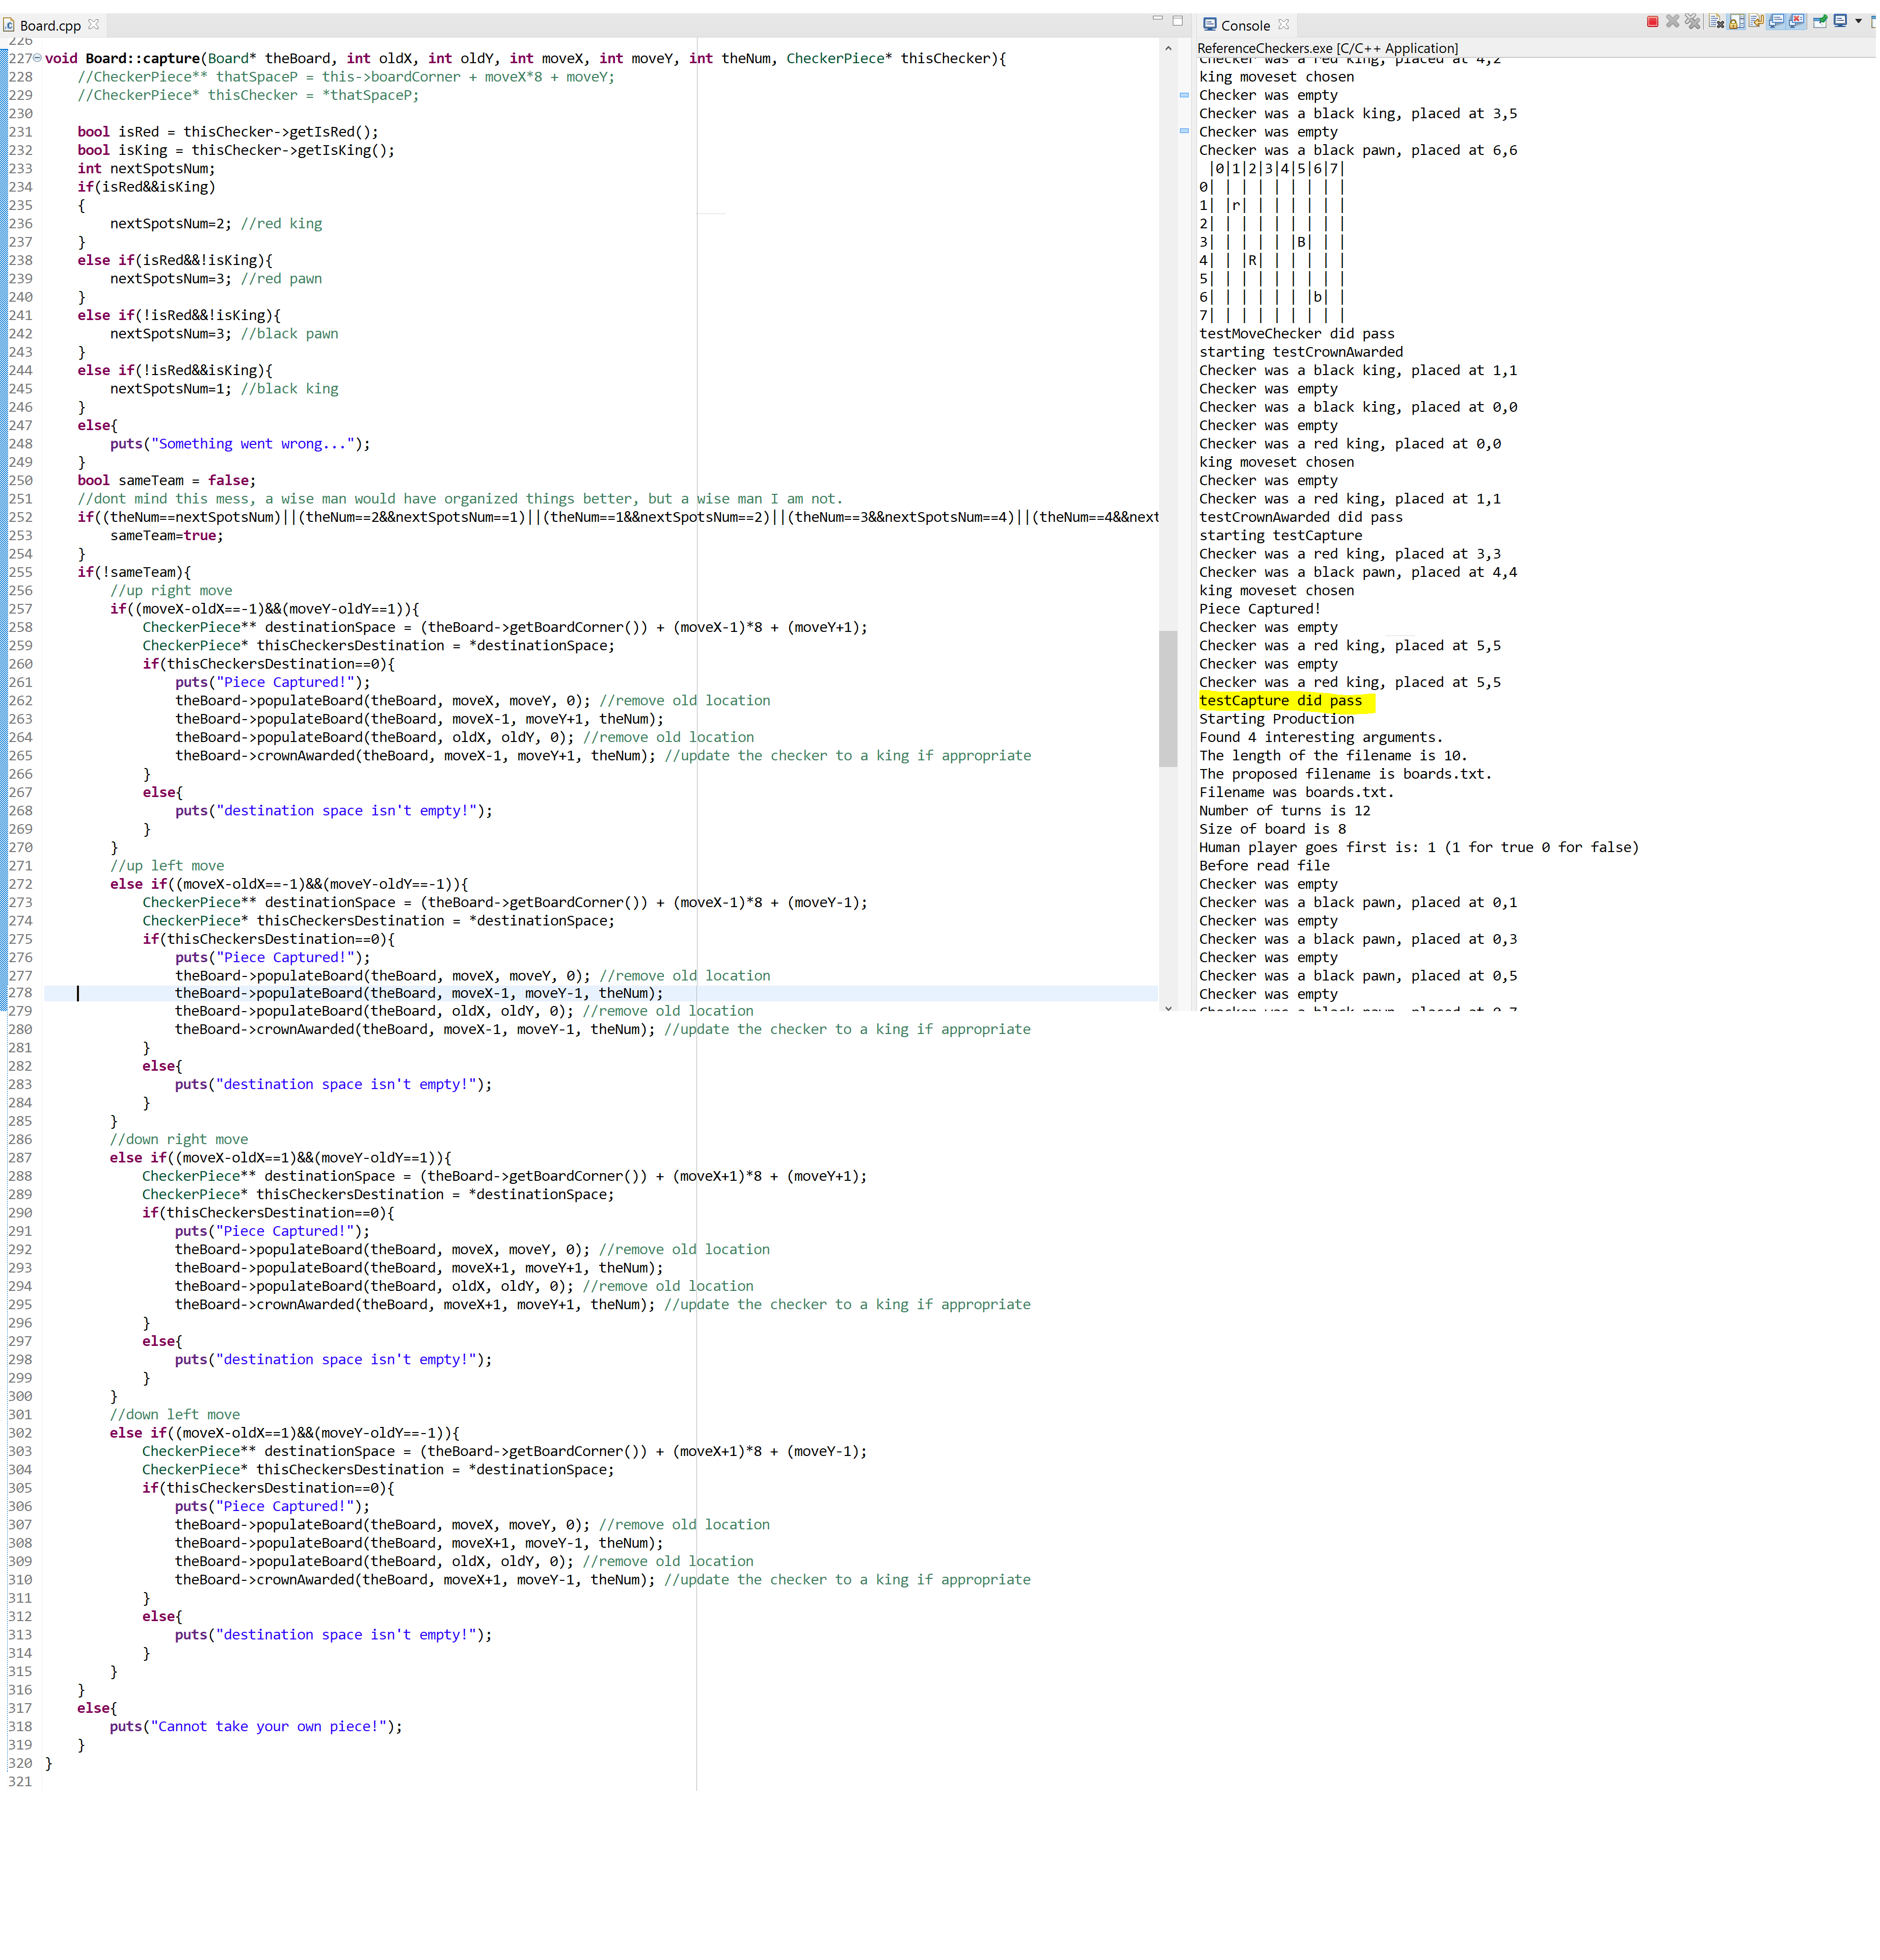 Board.cpp
226
227 void Board::capture(Board* theBoard, int oldX, int oldY, int moveX, int moveY, int theNum, CheckerPiece* thisChecker){
228     //CheckerPiece** thatSpaceP = this->boardCorner + moveX*8 + moveY;
229     //CheckerPiece* thisChecker = *thatSpaceP;
230
231     bool isRed = thisChecker->getIsRed();
232     bool isKing = thisChecker->getIsKing();
233     int nextSpotsNum;
234     if(isRed&&isKing)
235     {
236         nextSpotsNum=2; //red king
237     }
238     else if(isRed&&!isKing){
239         nextSpotsNum=3; //red pawn
240     }
241     else if(!isRed&&!isKing){
242         nextSpotsNum=3; //black pawn
243     }
244     else if(!isRed&&isKing){
245         nextSpotsNum=1; //black king
246     }
247     else{
248         puts("Something went wrong...");
249     }
250     bool sameTeam = false;
251     //dont mind this mess, a wise man would have organized things better, but a wise man I am not.
252     if((theNum==nextSpotsNum)||(theNum==2&&nextSpotsNum==1)||(theNum==1&&nextSpotsNum==2)||(theNum==3&&nextSpotsNum==4)||(theNum==4&&next
253         sameTeam=true;
254     }
255     if(!sameTeam){
256         //up right move
257         if((moveX-oldX==-1)&&(moveY-oldY==1)){
258             CheckerPiece** destinationSpace = (theBoard->getBoardCorner()) + (moveX-1)*8 + (moveY+1);
259             CheckerPiece* thisCheckersDestination = *destinationSpace;
260             if(thisCheckersDestination==0){
261                 puts("Piece Captured!");
262                 theBoard->populateBoard(theBoard, moveX, moveY, 0); //remove old location
263                 theBoard->populateBoard(theBoard, moveX-1, moveY+1, theNum);
264                 theBoard->populateBoard(theBoard, oldX, oldY, 0); //remove old location
265                 theBoard->crownAwarded(theBoard, moveX-1, moveY+1, theNum); //update the checker to a king if appropriate
266             }
267             else{
268                 puts("destination space isn't empty!");
269             }
270         }
271         //up left move
272         else if((moveX-oldX==-1)&&(moveY-oldY==-1)){
273             CheckerPiece** destinationSpace = (theBoard->getBoardCorner()) + (moveX-1)*8 + (moveY-1);
274             CheckerPiece* thisCheckersDestination = *destinationSpace;
275             if(thisCheckersDestination==0){
276                 puts("Piece Captured!");
277                 theBoard->populateBoard(theBoard, moveX, moveY, 0); //remove old location
278                 theBoard->populateBoard(theBoard, moveX-1, moveY-1, theNum);
279                 theBoard->populateBoard(theBoard, oldX, oldY, 0); //remove old location
280                 theBoard->crownAwarded(theBoard, moveX-1, moveY-1, theNum); //update the checker to a king if appropriate
281             }
282             else{
283                 puts("destination space isn't empty!");
284             }
285         }
286         //down right move
287         else if((moveX-oldX==1)&&(moveY-oldY==1)){
288             CheckerPiece** destinationSpace = (theBoard->getBoardCorner()) + (moveX+1)*8 + (moveY+1);
289             CheckerPiece* thisCheckersDestination = *destinationSpace;
290             if(thisCheckersDestination==0){
291                 puts("Piece Captured!");
292                 theBoard->populateBoard(theBoard, moveX, moveY, 0); //remove old location
293                 theBoard->populateBoard(theBoard, moveX+1, moveY+1, theNum);
294                 theBoard->populateBoard(theBoard, oldX, oldY, 0); //remove old location
295                 theBoard->crownAwarded(theBoard, moveX+1, moveY+1, theNum); //update the checker to a king if appropriate
296             }
297             else{
298                 puts("destination space isn't empty!");
299             }
300         }
301         //down left move
302         else if((moveX-oldX==1)&&(moveY-oldY==-1)){
303             CheckerPiece** destinationSpace = (theBoard->getBoardCorner()) + (moveX+1)*8 + (moveY-1);
304             CheckerPiece* thisCheckersDestination = *destinationSpace;
305             if(thisCheckersDestination==0){
306                 puts("Piece Captured!");
307                 theBoard->populateBoard(theBoard, moveX, moveY, 0); //remove old location
308                 theBoard->populateBoard(theBoard, moveX+1, moveY-1, theNum);
309                 theBoard->populateBoard(theBoard, oldX, oldY, 0); //remove old location
310                 theBoard->crownAwarded(theBoard, moveX+1, moveY-1, theNum); //update the checker to a king if appropriate
311             }
312             else{
313                 puts("destination space isn't empty!");
314             }
315         }
316     }
317     else{
318         puts("Cannot take your own piece!");
319     }
320 }
321
Console
ReferenceCheckers.exe [C/C++ Application]
Checker was a red king, placed at 4,2
king moveset chosen
Checker was empty
Checker was a black king, placed at 3,5
Checker was empty
Checker was a black pawn, placed at 6,6
 |0|1|2|3|4|5|6|7|
0| | | | | | | | |
1| |r| | | | | | |
2| | | | | | | | |
3| | | | | |B| | |
4| | |R| | | | | |
5| | | | | | | | |
6| | | | | | |b| |
7| | | | | | | | |
testMoveChecker did pass
starting testCrownAwarded
Checker was a black king, placed at 1,1
Checker was empty
Checker was a black king, placed at 0,0
Checker was empty
Checker was a red king, placed at 0,0
king moveset chosen
Checker was empty
Checker was a red king, placed at 1,1
testCrownAwarded did pass
starting testCapture
Checker was a red king, placed at 3,3
Checker was a black pawn, placed at 4,4
king moveset chosen
Piece Captured!
Checker was empty
Checker was a red king, placed at 5,5
Checker was empty
Checker was a red king, placed at 5,5
testCapture did pass
Starting Production
Found 4 interesting arguments.
The length of the filename is 10.
The proposed filename is boards.txt.
Filename was boards.txt.
Number of turns is 12
Size of board is 8
Human player goes first is: 1 (1 for true 0 for false)
Before read file
Checker was empty
Checker was a black pawn, placed at 0,1
Checker was empty
Checker was a black pawn, placed at 0,3
Checker was empty
Checker was a black pawn, placed at 0,5
Checker was empty
Checker was a black pawn, placed at 0,7